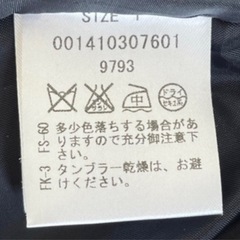 SIZE 1
001410307601
9793
中
ドライ
FS-60 多少色落ちする場合があ
りますので充分御注意下
さい。
FK-3 タンブラー乾燥は、お避
けください。